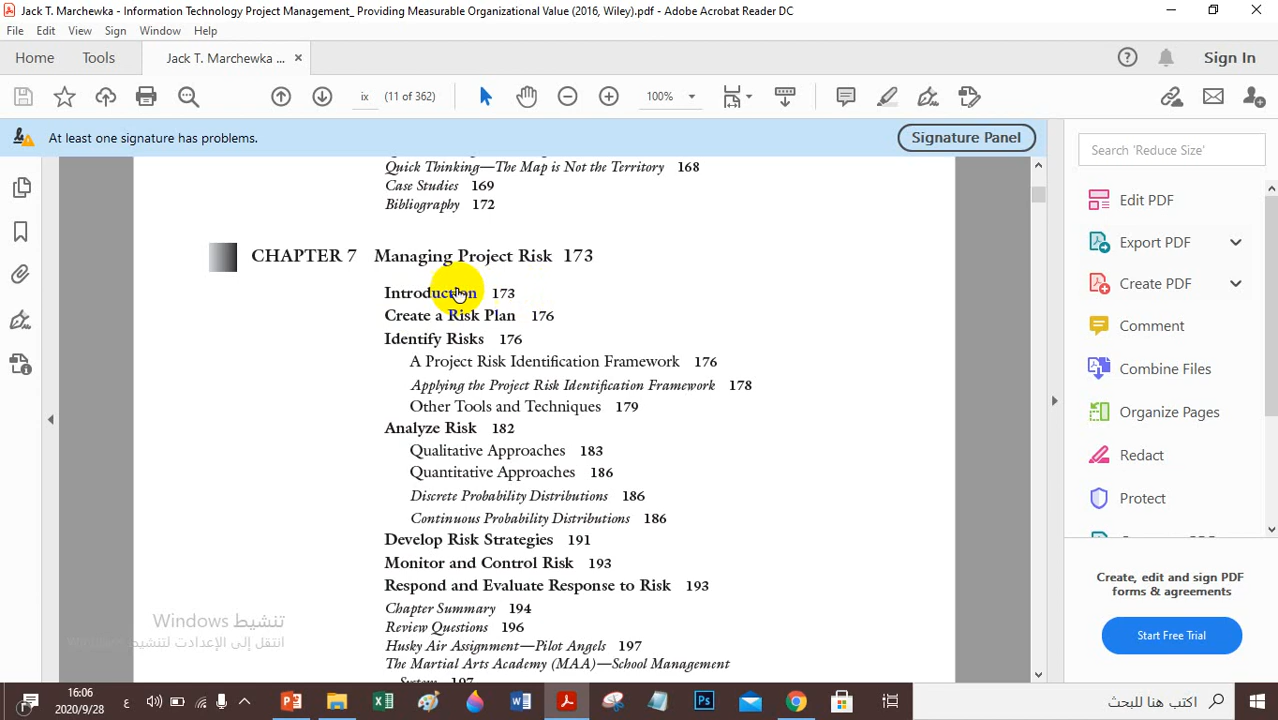 Jack T. Marchewka - Information Technology Project Management_ Providing Measurable Organizational Value (2016, Wiley).pdf - Adobe Acrobat Reader DC
File Edit View Sign Window Help
Home Tools Jack T. Marchewka ... ×
Sign In
ix (11 of 362) 100%
At least one signature has problems.
Signature Panel
Search 'Reduce Size'
Quick Thinking—The Map is Not the Territory 168
Case Studies 169
Bibliography 172
CHAPTER 7 Managing Project Risk 173
Introduction 173
Create a Risk Plan 176
Identify Risks 176
A Project Risk Identification Framework 176
Applying the Project Risk Identification Framework 178
Other Tools and Techniques 179
Analyze Risk 182
Qualitative Approaches 183
Quantitative Approaches 186
Discrete Probability Distributions 186
Continuous Probability Distributions 186
Develop Risk Strategies 191
Monitor and Control Risk 193
Respond and Evaluate Response to Risk 193
Chapter Summary 194
Review Questions 196
Husky Air Assignment—Pilot Angels 197
The Martial Arts Academy (MAA)—School Management
Edit PDF
Export PDF
Create PDF
Comment
Combine Files
Organize Pages
Redact
Protect
Create, edit and sign PDF
forms & agreements
Start Free Trial
تنشيط Windows
انتقل إلى الإعدادات لتنشيط Windows
16:06
2020/9/28
ع
اكتب هنا للبحث